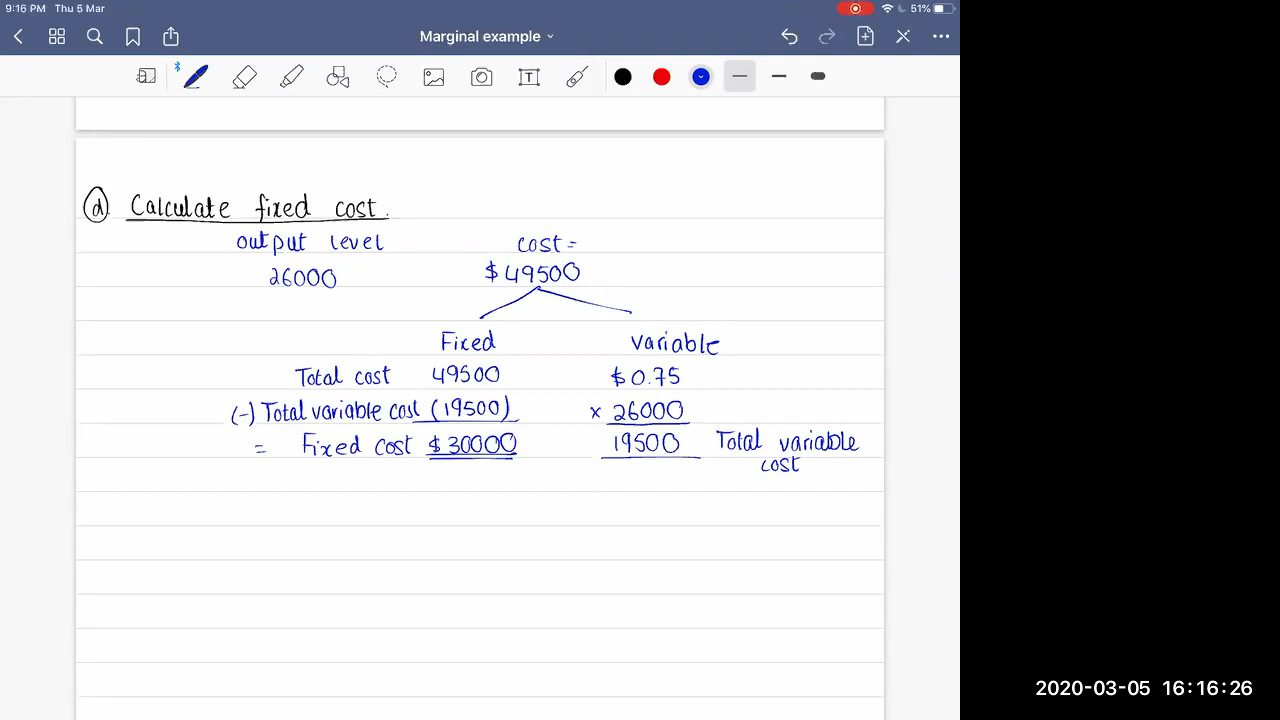 9:16 PM Thu 5 Mar
51%
Marginal example
T
d Calculate fixed cost.
output level cost =
26000 $ 49500
Fixed variable
Total cost 49500 $ 0.75
(-) Total variable cost (19500) x 26000
= Fixed cost $ 30000 19500 Total variable
cost
2020-03-05 16:16:26